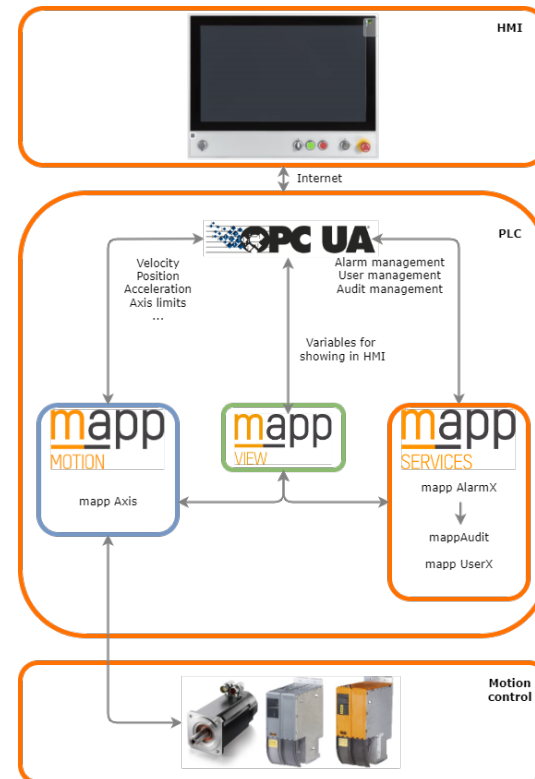 HMI
Internet
PLC
OPC UA
Velocity
Position
Acceleration
Axis limits
...
Alarm management
User management
Audit management
Variables for
showing in HMI
mapp
MOTION
mapp Axis
mapp
VIEW
mapp
SERVICES
mapp AlarmX
mappAudit
mapp UserX
Motion
control